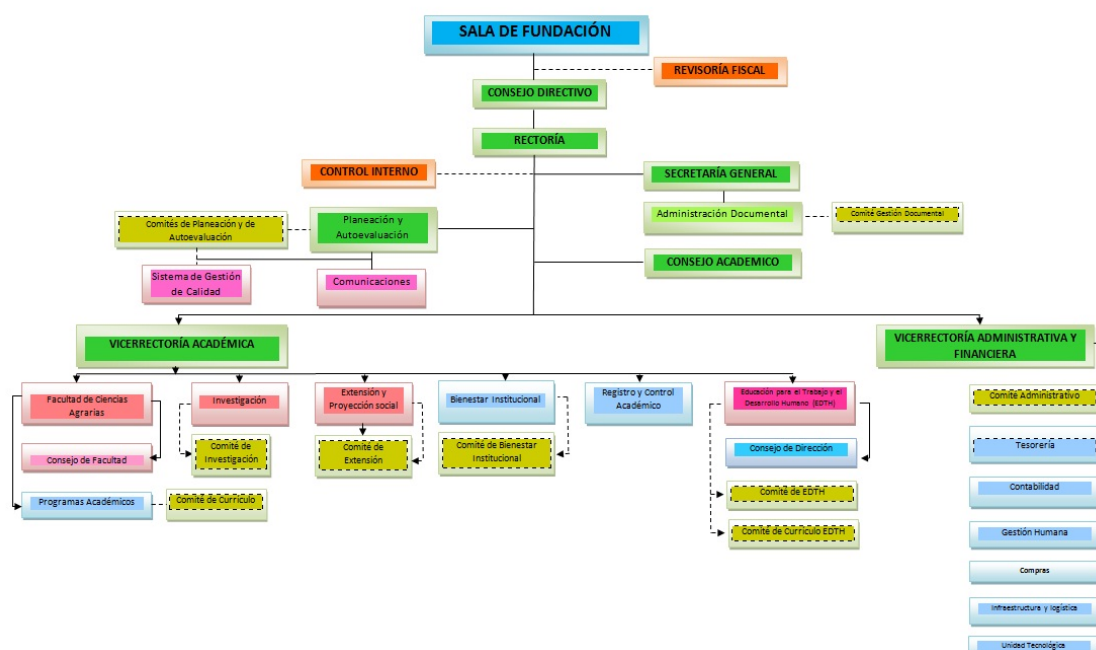 SALA DE FUNDACIÓN
REVISORÍA FISCAL
CONSEJO DIRECTIVO
RECTORÍA
CONTROL INTERNO
SECRETARÍA GENERAL
Administración Documental
Comité Gestión Documental
Comités de Planeación y de
Autoevaluación
Planeación y
Autoevaluación
CONSEJO ACADEMICO
Sistema de Gestión
de Calidad
Comunicaciones
VICERRECTORÍA ACADÉMICA
VICERRECTORÍA ADMINISTRATIVA Y
FINANCIERA
Facultad de Ciencias
Agrarias
Investigación
Extensión y
Proyección social
Bienestar Institucional
Registro y Control
Académico
Educación para el Trabajo y el
Desarrollo Humano (EDTH)
Consejo de Facultad
Comité de
Investigación
Comité de
Extensión
Comité de Bienestar
Institucional
Consejo de Dirección
Programas Académicos
Comité de Currículo
Comité de EDTH
Comité de Currículo EDTH
Comité Administrativo
Tesorería
Contabilidad
Gestión Humana
Compras
Infraestructura y logística
Unidad Tecnológica